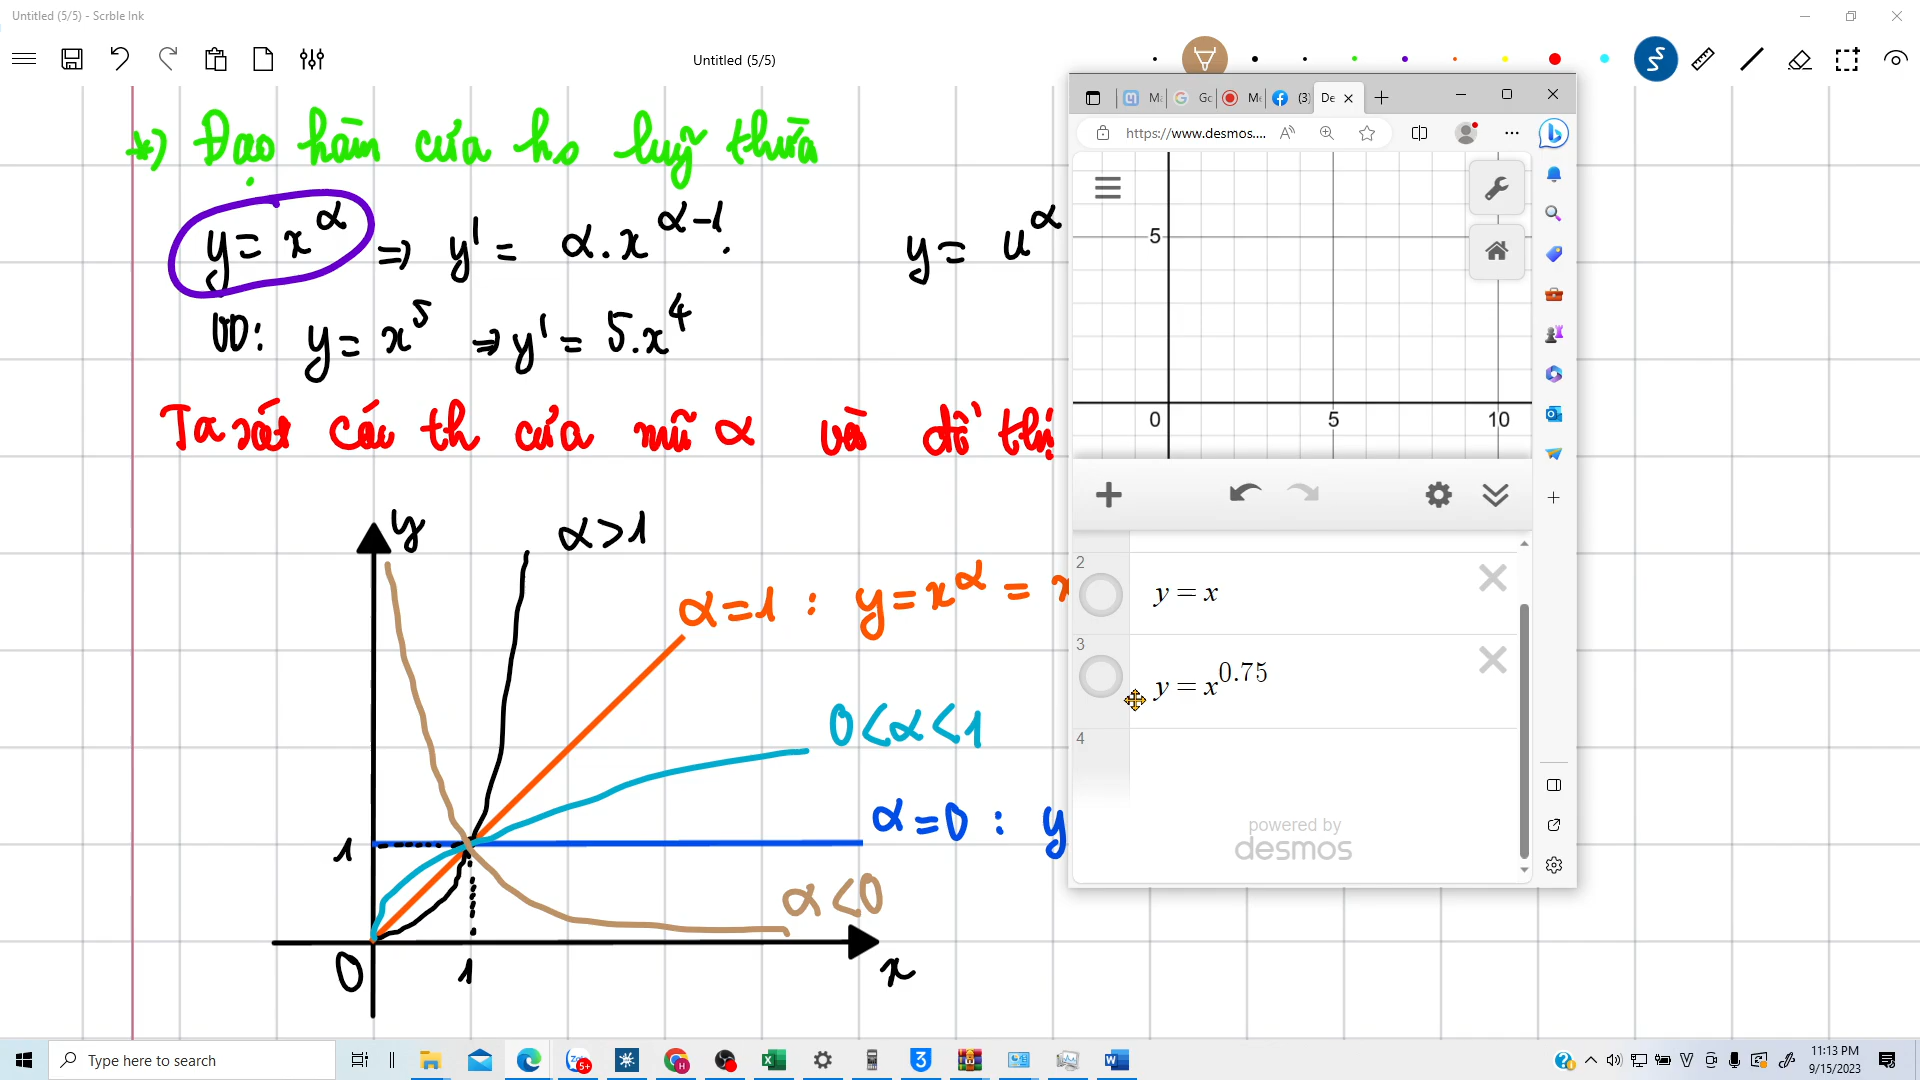 Untitled (5/5) - Scrble Ink
Untitled (5/5)
*) Đạo hàm của hs luỹ thừa
y = x^α ⇒ y' = α.x^(α-1).
y = u^α
VD: y = x^5 ⇒ y' = 5.x^4
Ta xét các th của mũ α và đồ thị
y
α>1
α=1 : y=x^α = x
0<α<1
α=0 : y
α<0
1
0
1
x
(3)
De
https://www.desmos....
5
0
5
10
2
y = x
3
y = x^0.75
4
powered by
desmos
Type here to search
11:13 PM
9/15/2023